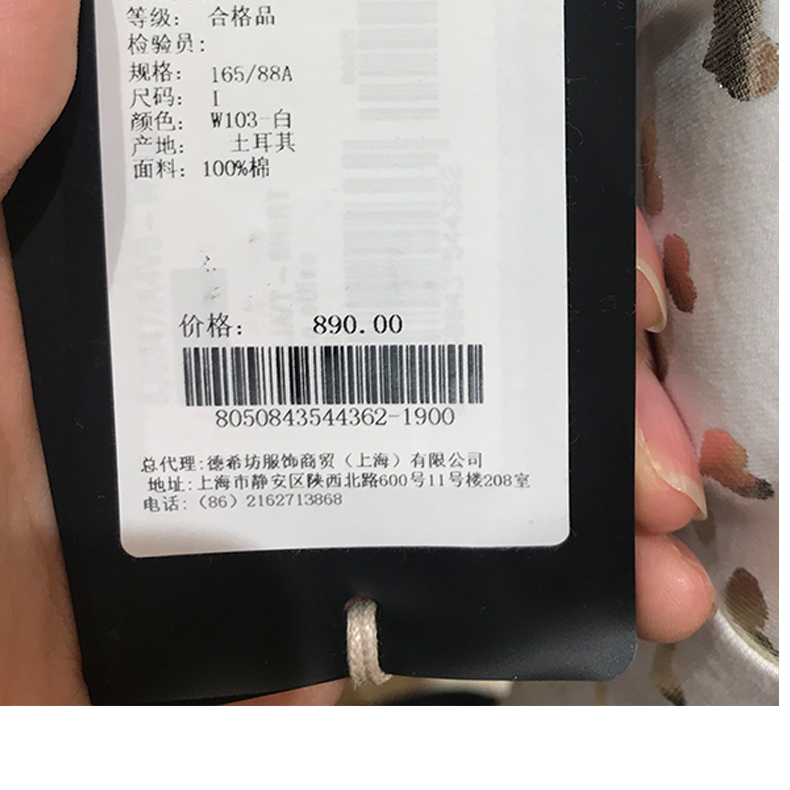 等级: 合格品
检验员:
规格: 165/88A
尺码: I
颜色: W103-白
产地: 土耳其
面料: 100%棉
价格: 890.00
8050843544362-1900
总代理:德希坊服饰商贸（上海）有限公司
地址:上海市静安区陕西北路600号11号楼208室
电话:（86）2162713868